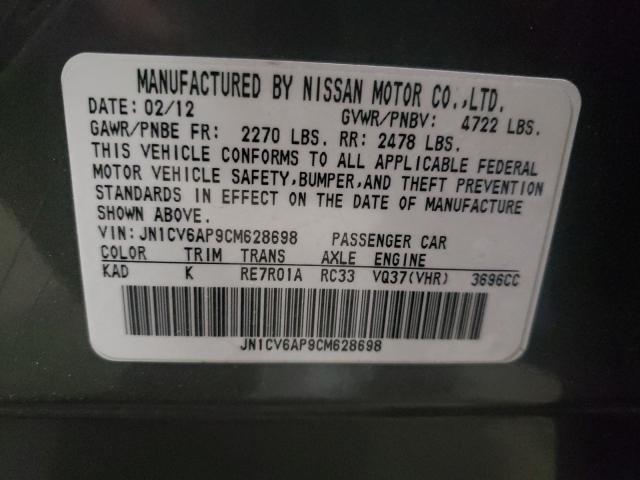 MANUFACTURED BY NISSAN MOTOR CO.,LTD.
DATE: 02/12 GVWR/PNBV: 4722 LBS.
GAWR/PNBE FR: 2270 LBS. RR: 2478 LBS.
THIS VEHICLE CONFORMS TO ALL APPLICABLE FEDERAL
MOTOR VEHICLE SAFETY,BUMPER,AND THEFT PREVENTION
STANDARDS IN EFFECT ON THE DATE OF MANUFACTURE
SHOWN ABOVE.
VIN:JN1CV6AP9CM628698 PASSENGER CAR
COLOR TRIM TRANS AXLE ENGINE
KAD K RE7R01A RC33 VQ37(VHR) 3696CC
JN1CV6AP9CM628698